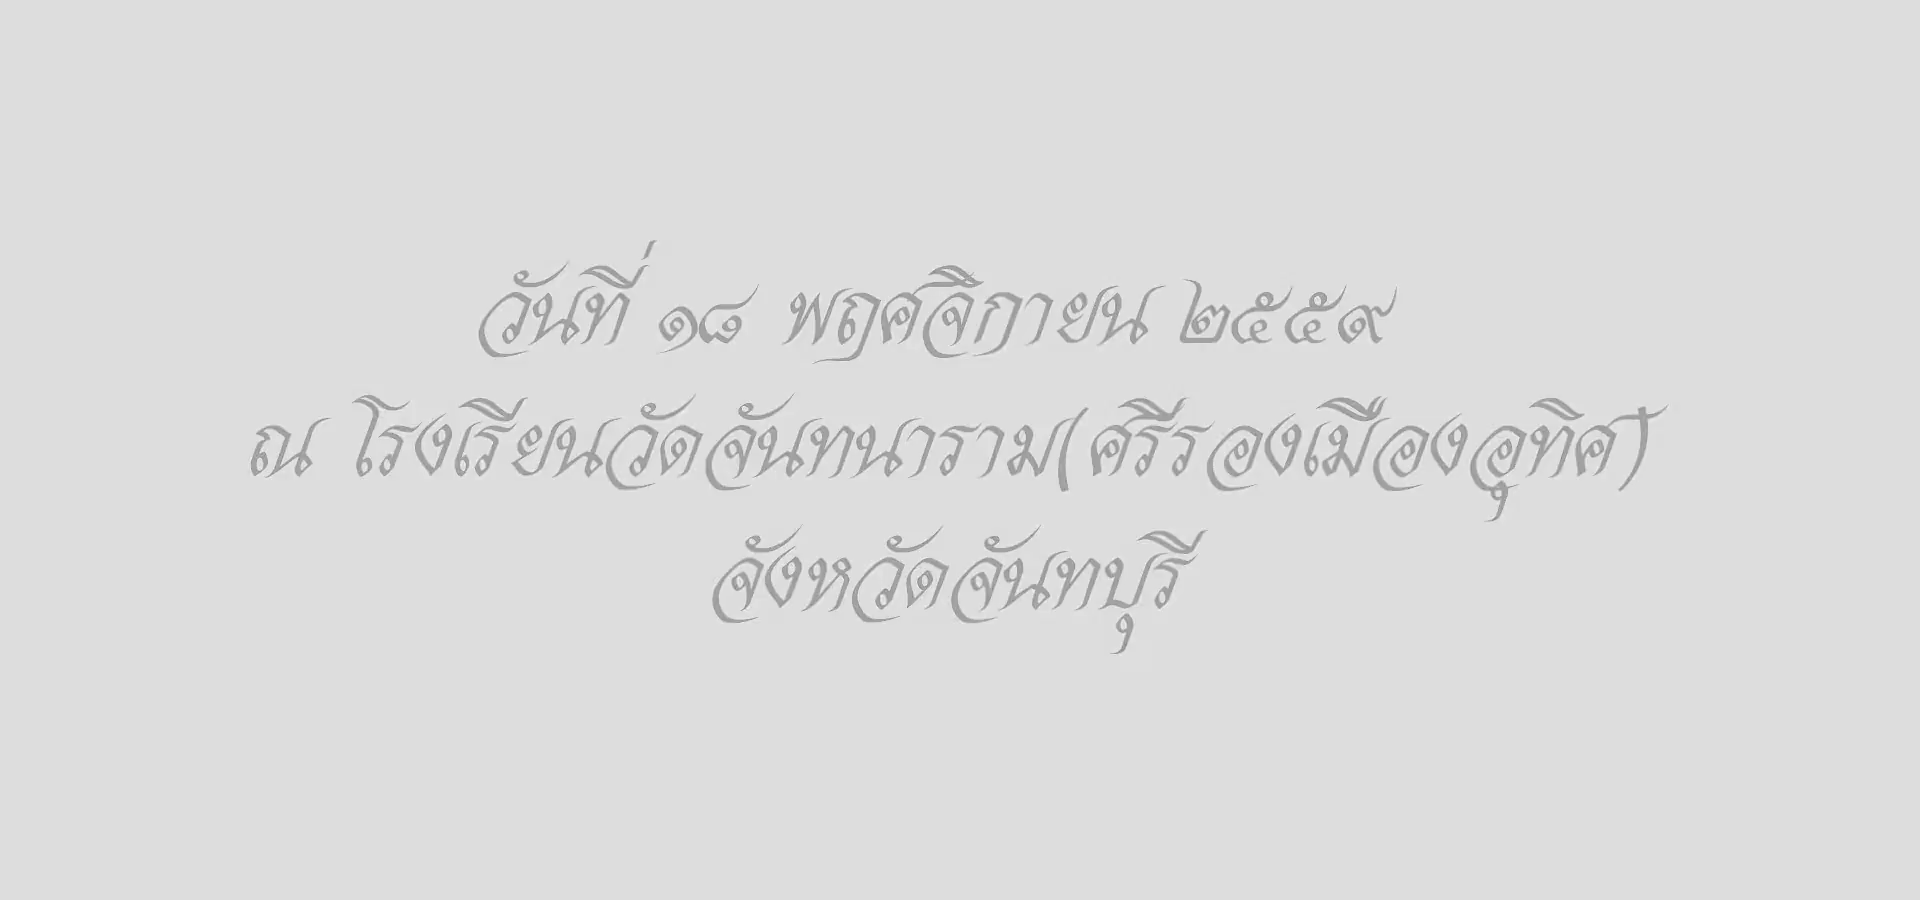 วันที่ ๑๘ พฤศจิกายน ๒๕๕๙
ณ โรงเรียนวัดจันทนาราม(ศรีรองเมืองอุทิศ)
จังหวัดจันทบุรี